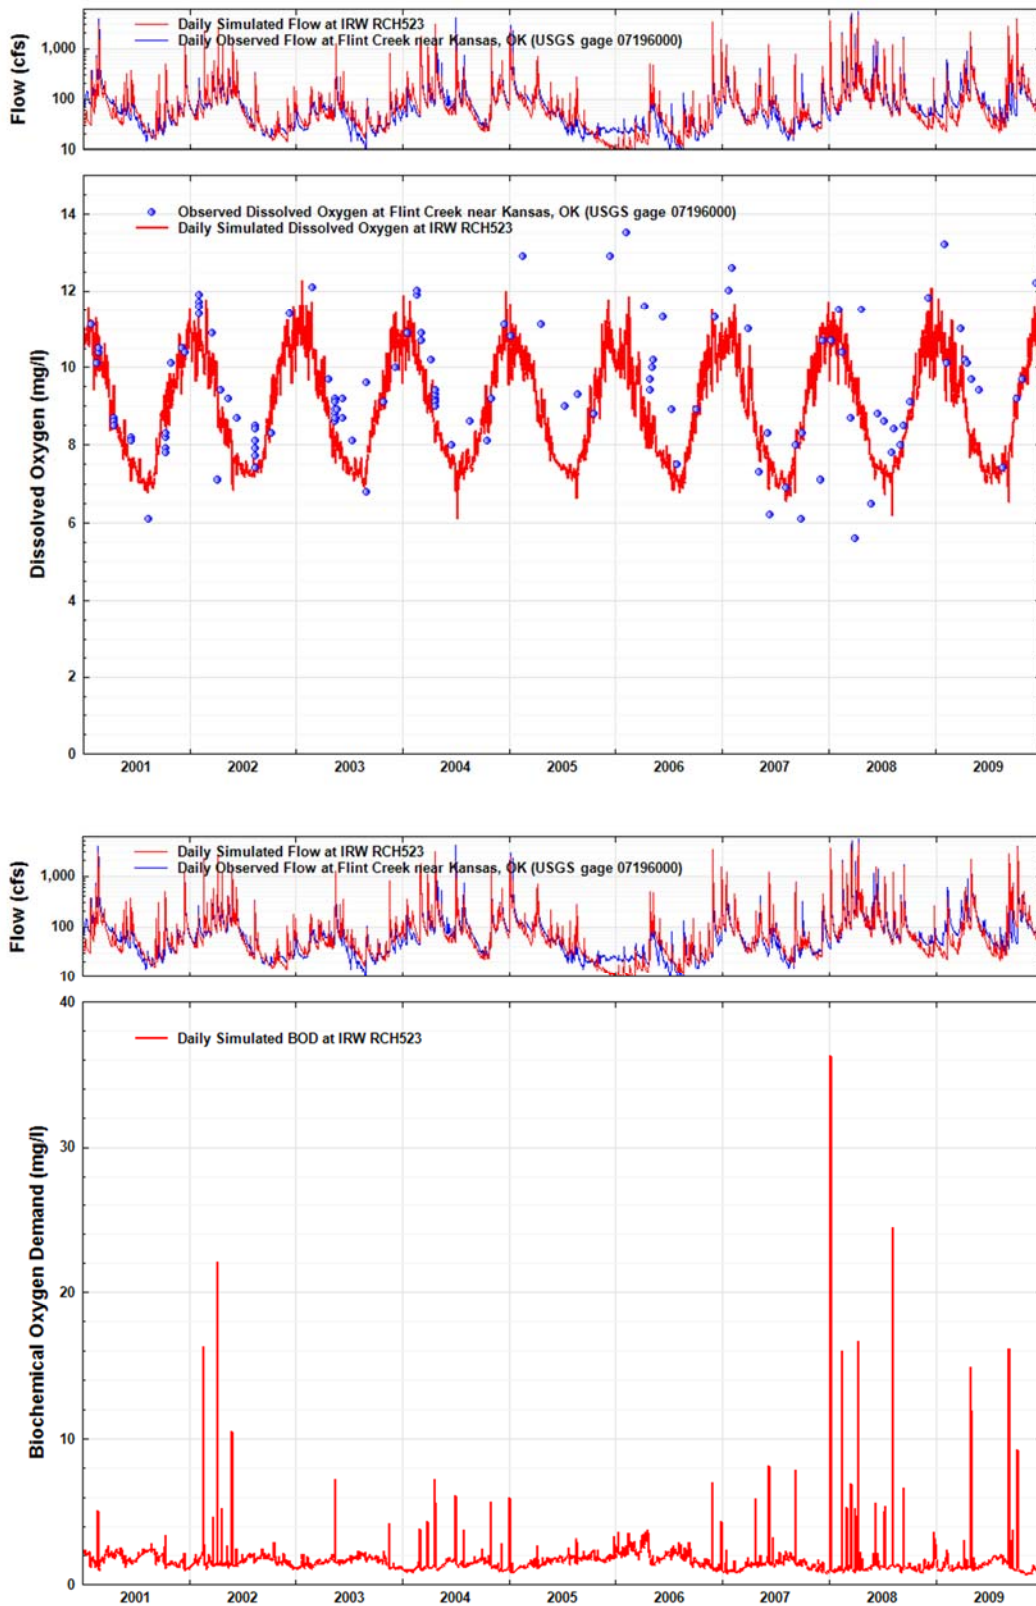 Daily Simulated Flow at IRW RCH523
Daily Observed Flow at Flint Creek near Kansas, OK (USGS gage 07196000)
Flow (cfs)
1,000
100
10
Observed Dissolved Oxygen at Flint Creek near Kansas, OK (USGS gage 07196000)
Daily Simulated Dissolved Oxygen at IRW RCH523
Dissolved Oxygen (mg/l)
14
12
10
8
6
4
2
0
2001 2002 2003 2004 2005 2006 2007 2008 2009
Daily Simulated Flow at IRW RCH523
Daily Observed Flow at Flint Creek near Kansas, OK (USGS gage 07196000)
Flow (cfs)
1,000
100
10
Daily Simulated BOD at IRW RCH523
Biochemical Oxygen Demand (mg/l)
40
30
20
10
0
2001 2002 2003 2004 2005 2006 2007 2008 2009